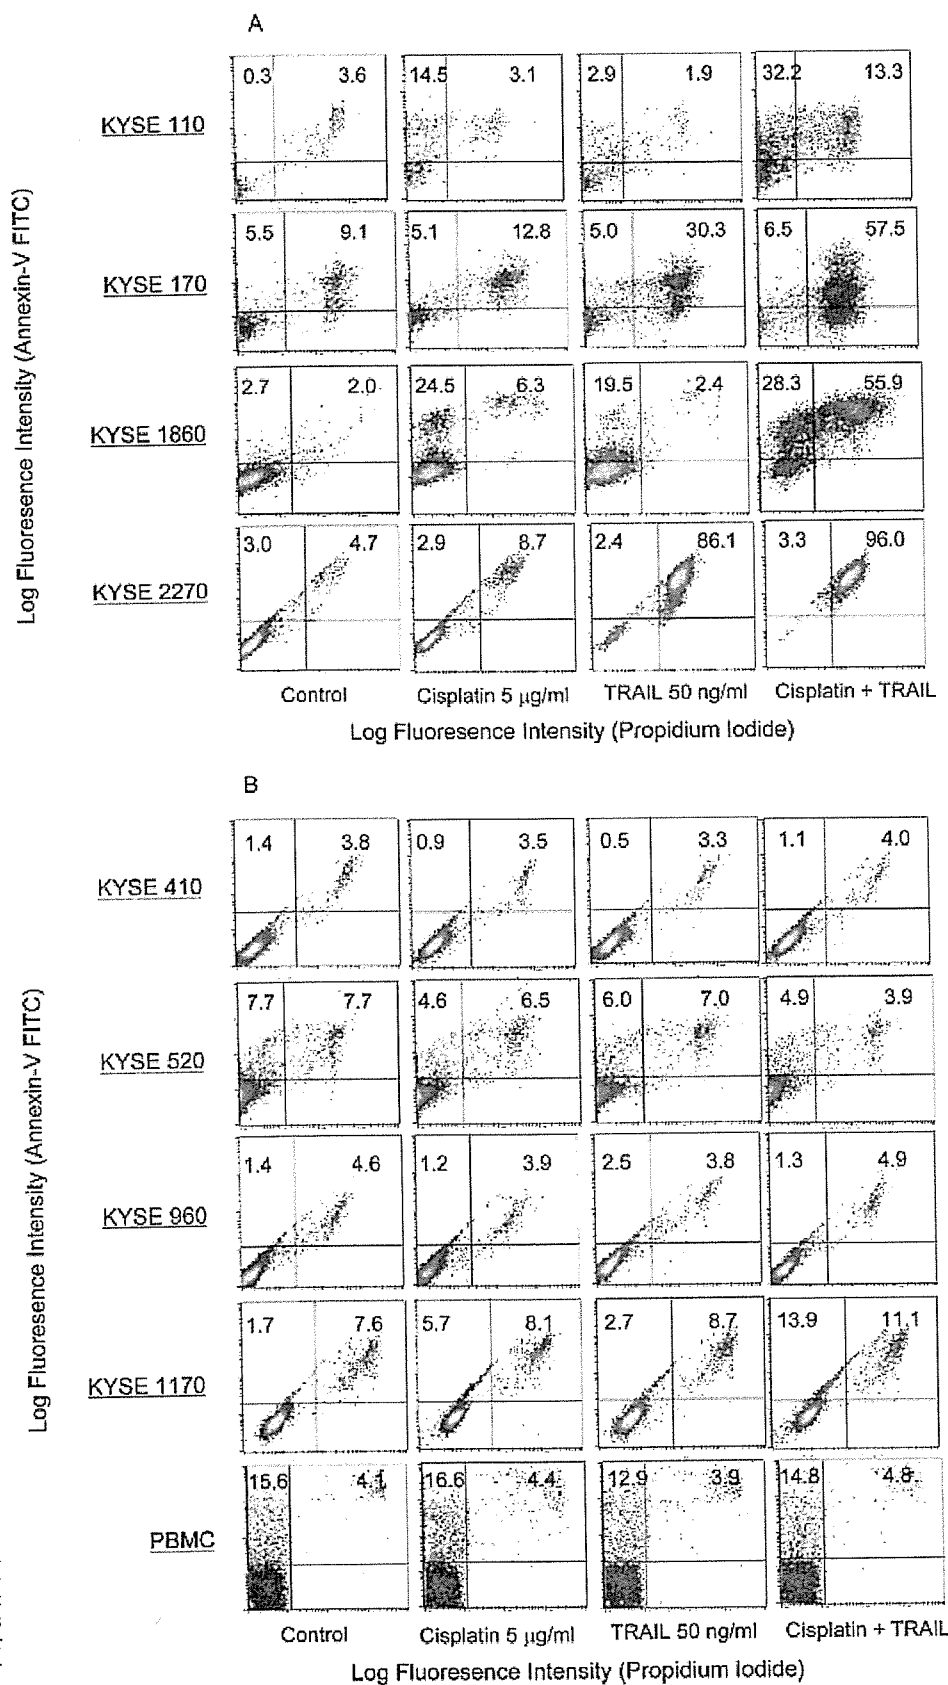 A
KYSE 110
0.3 3.6
14.5 3.1
2.9 1.9
32.2 13.3
KYSE 170
5.5 9.1
5.1 12.8
5.0 30.3
6.5 57.5
KYSE 1860
2.7 2.0
24.5 6.3
19.5 2.4
28.3 55.9
KYSE 2270
3.0 4.7
2.9 8.7
2.4 86.1
3.3 96.0
Log Fluoresence Intensity (Annexin-V FITC)
Control
Cisplatin 5 µg/ml
TRAIL 50 ng/ml
Cisplatin + TRAIL
Log Fluoresence Intensity (Propidium Iodide)
B
KYSE 410
1.4 3.8
0.9 3.5
0.5 3.3
1.1 4.0
KYSE 520
7.7 7.7
4.6 6.5
6.0 7.0
4.9 3.9
KYSE 960
1.4 4.6
1.2 3.9
2.5 3.8
1.3 4.9
KYSE 1170
1.7 7.6
5.7 8.1
2.7 8.7
13.9 11.1
PBMC
15.6 4.1
16.6 4.4
12.9 3.9
14.8 4.8
Log Fluoresence Intensity (Annexin-V FITC)
Control
Cisplatin 5 µg/ml
TRAIL 50 ng/ml
Cisplatin + TRAIL
Log Fluoresence Intensity (Propidium Iodide)